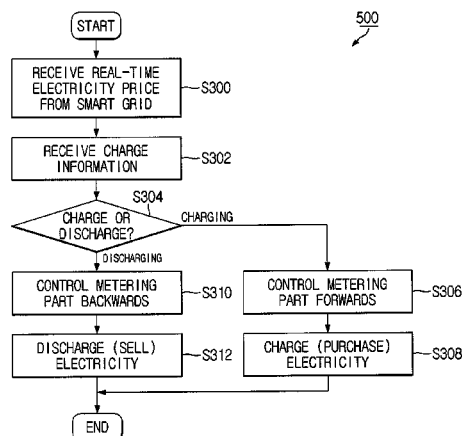 START
500
RECEIVE REAL-TIME
ELECTRICITY PRICE
FROM SMART GRID
S300
RECEIVE CHARGE
INFORMATION
S302
S304
CHARGE OR
DISCHARGE?
CHARGING
DISCHARGING
CONTROL METERING
PART BACKWARDS
S310
CONTROL METERING
PART FORWARDS
S306
DISCHARGE (SELL)
ELECTRICITY
S312
CHARGE (PURCHASE)
ELECTRICITY
S308
END